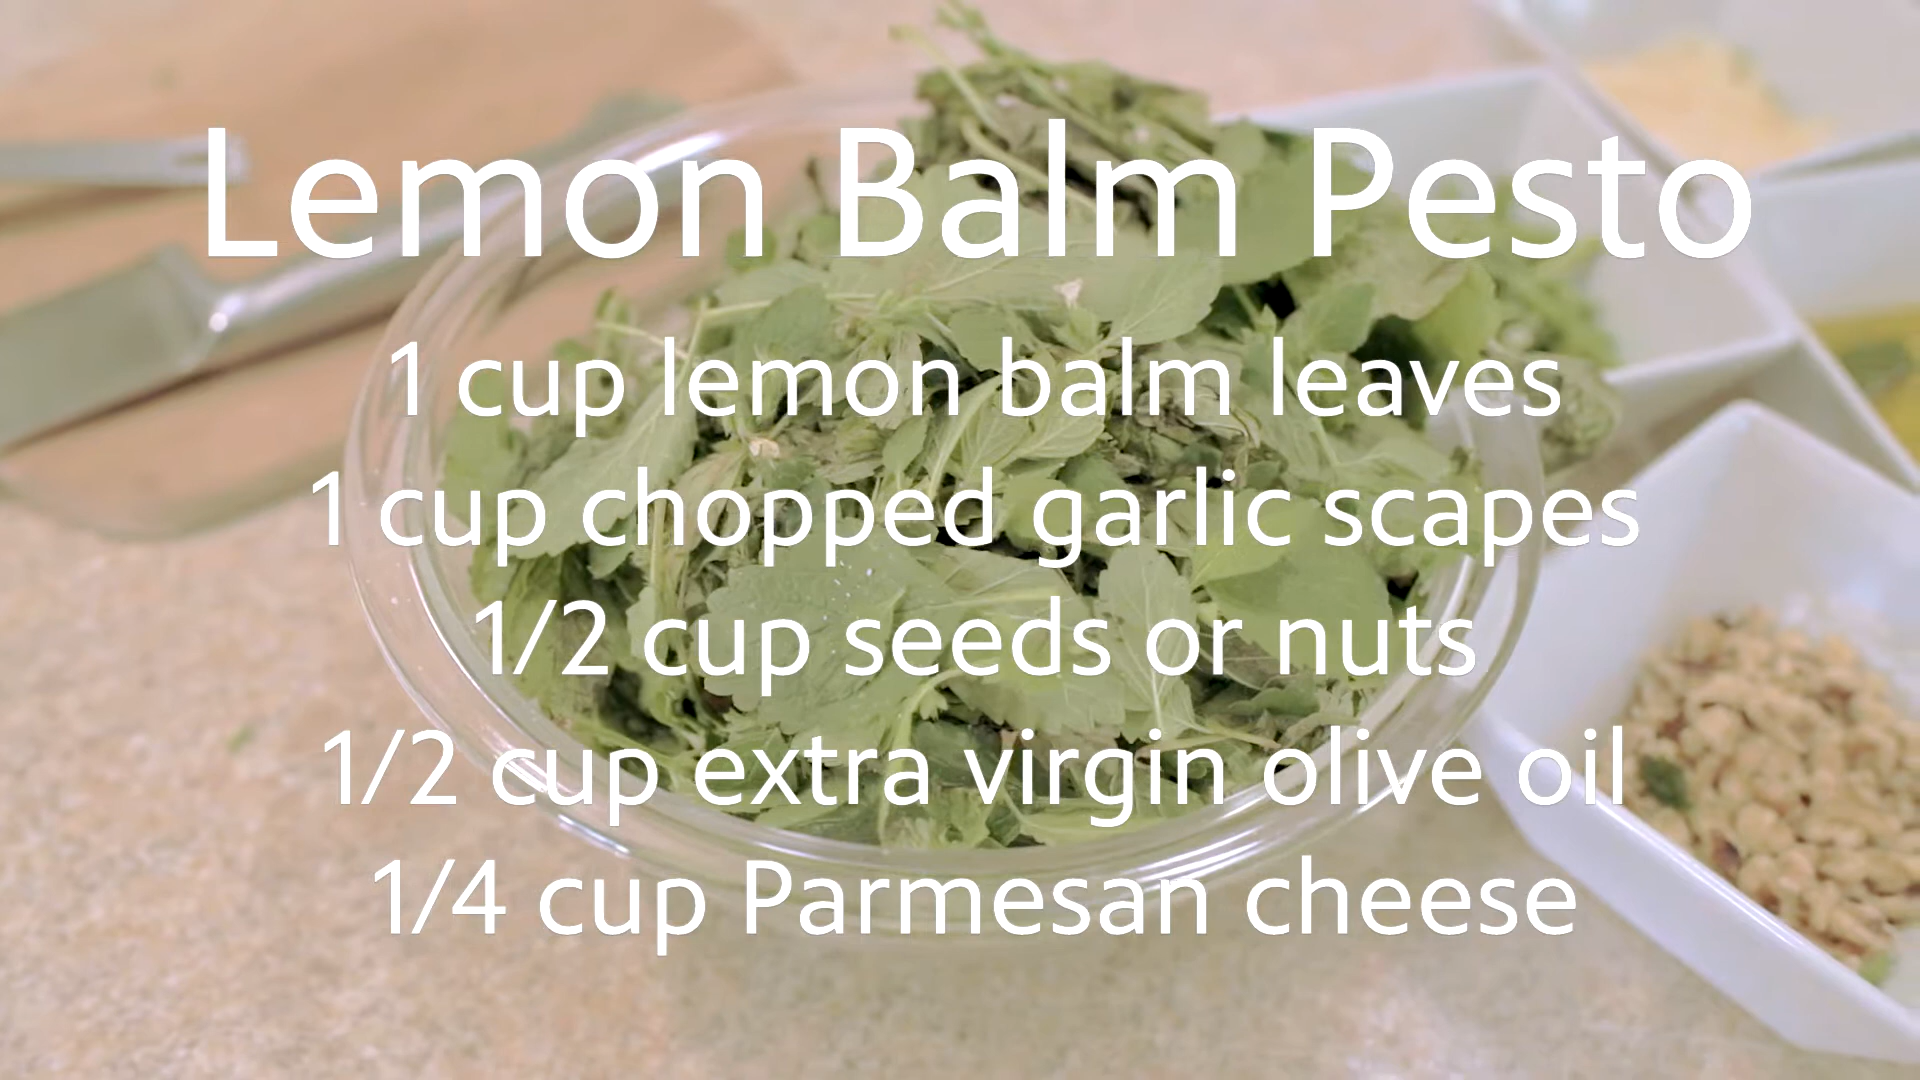 Lemon Balm Pesto
1 cup lemon balm leaves
1 cup chopped garlic scapes
1/2 cup seeds or nuts
1/2 cup extra virgin olive oil
1/4 cup Parmesan cheese